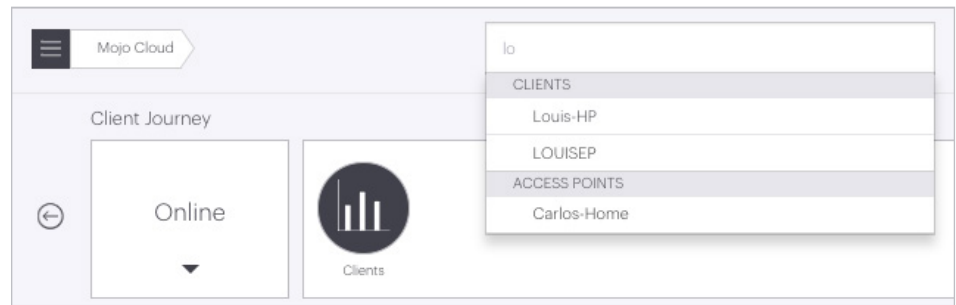 Mojo Cloud
lo
CLIENTS
Louis-HP
LOUISEP
ACCESS POINTS
Carlos-Home
Client Journey
Online
Clients